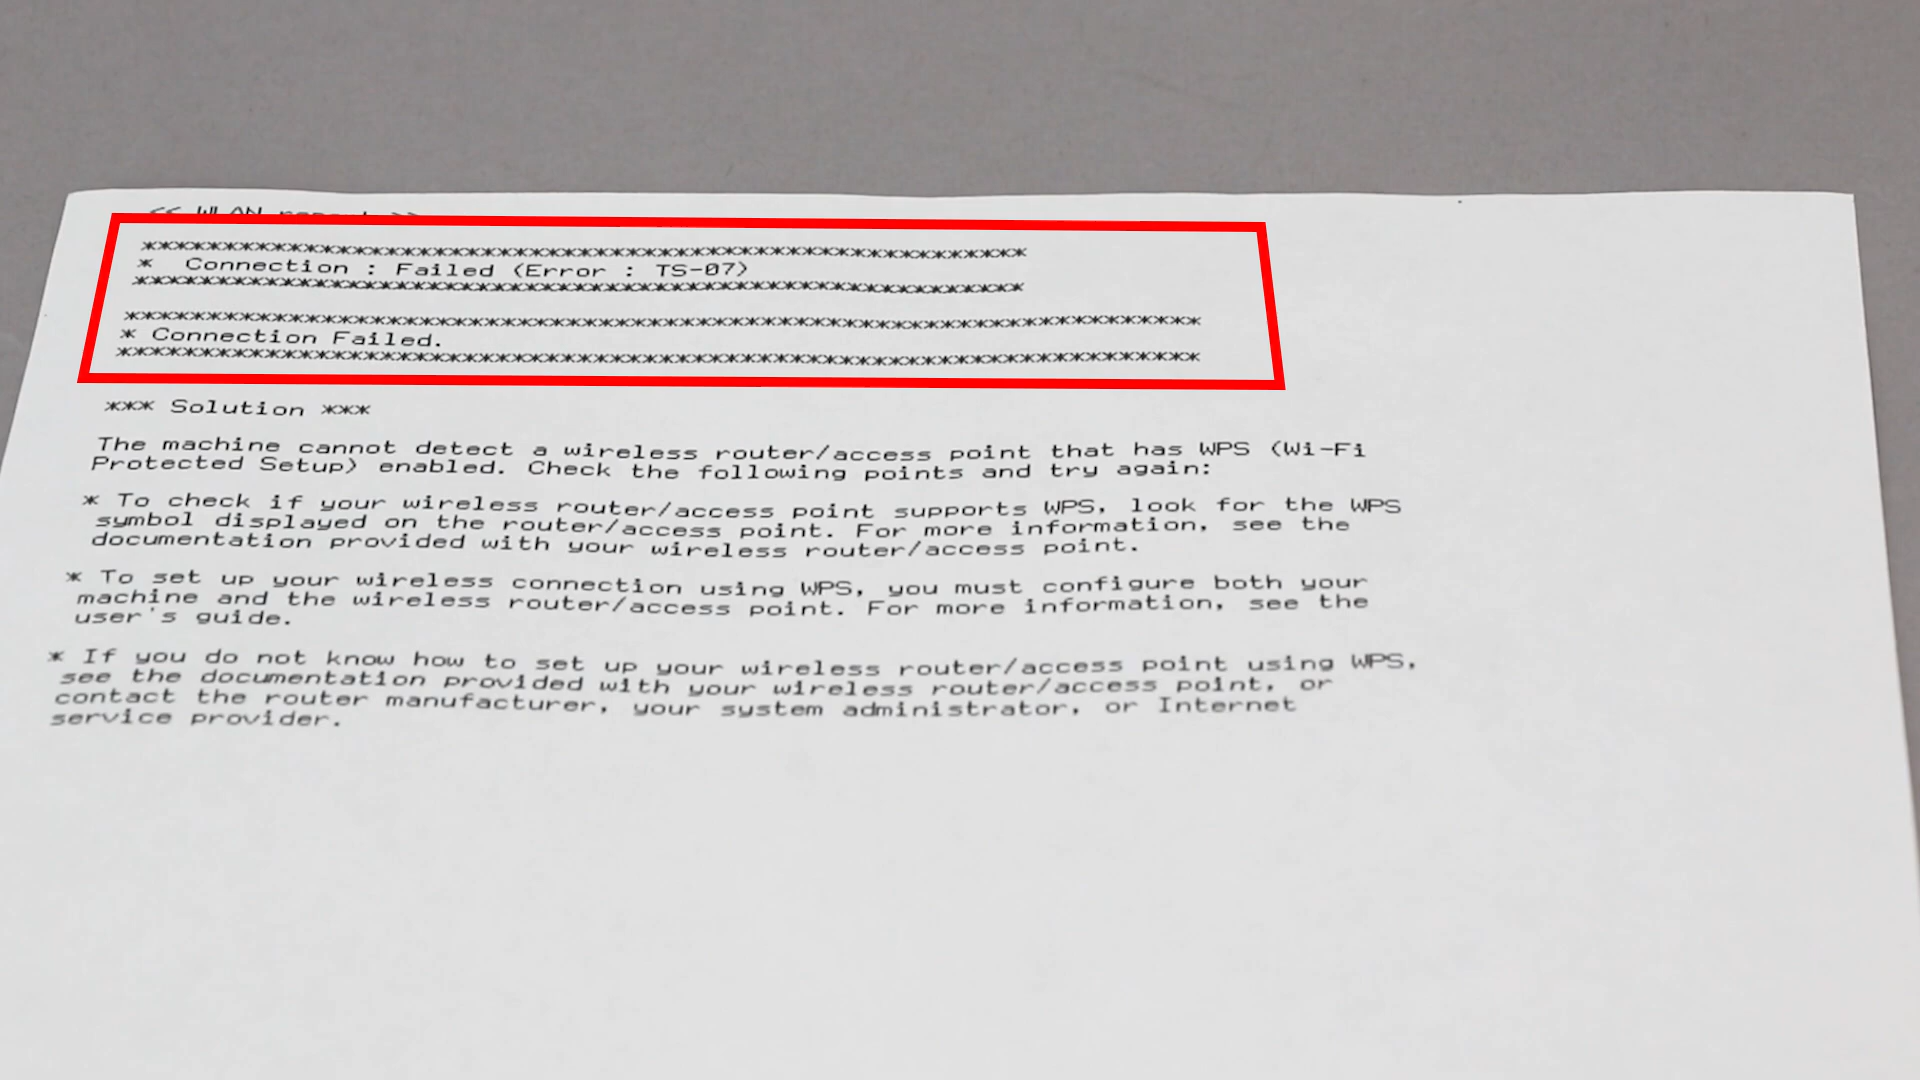 << WLAN report >>
*******************************************************
*  Connection : Failed (Error : TS-07)
*******************************************************
*******************************************************************
* Connection Failed.
*******************************************************************
*** Solution ***
The machine cannot detect a wireless router/access point that has WPS (Wi-Fi
Protected Setup) enabled. Check the following points and try again:
* To check if your wireless router/access point supports WPS, look for the WPS
symbol displayed on the router/access point. For more information, see the
documentation provided with your wireless router/access point.
* To set up your wireless connection using WPS, you must configure both your
machine and the wireless router/access point. For more information, see the
user's guide.
* If you do not know how to set up your wireless router/access point using WPS,
see the documentation provided with your wireless router/access point, or
contact the router manufacturer, your system administrator, or Internet
service provider.